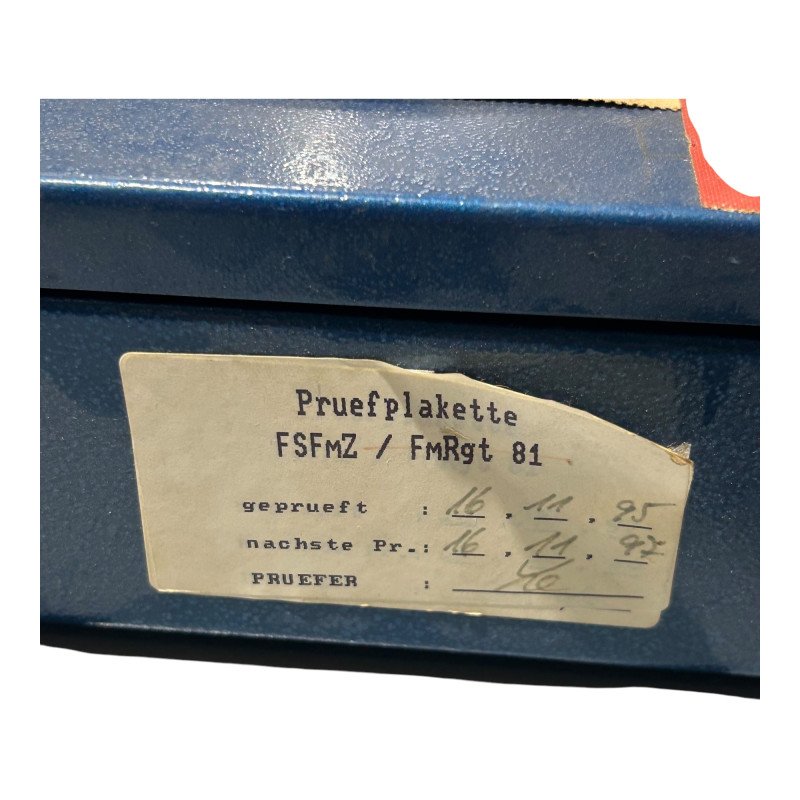 Pruefplakette
FSFmZ / FmRgt 81
geprueft : 16 . 11 . 95
nachste Pr.: 16 . 11 . 97
PRUEFER :